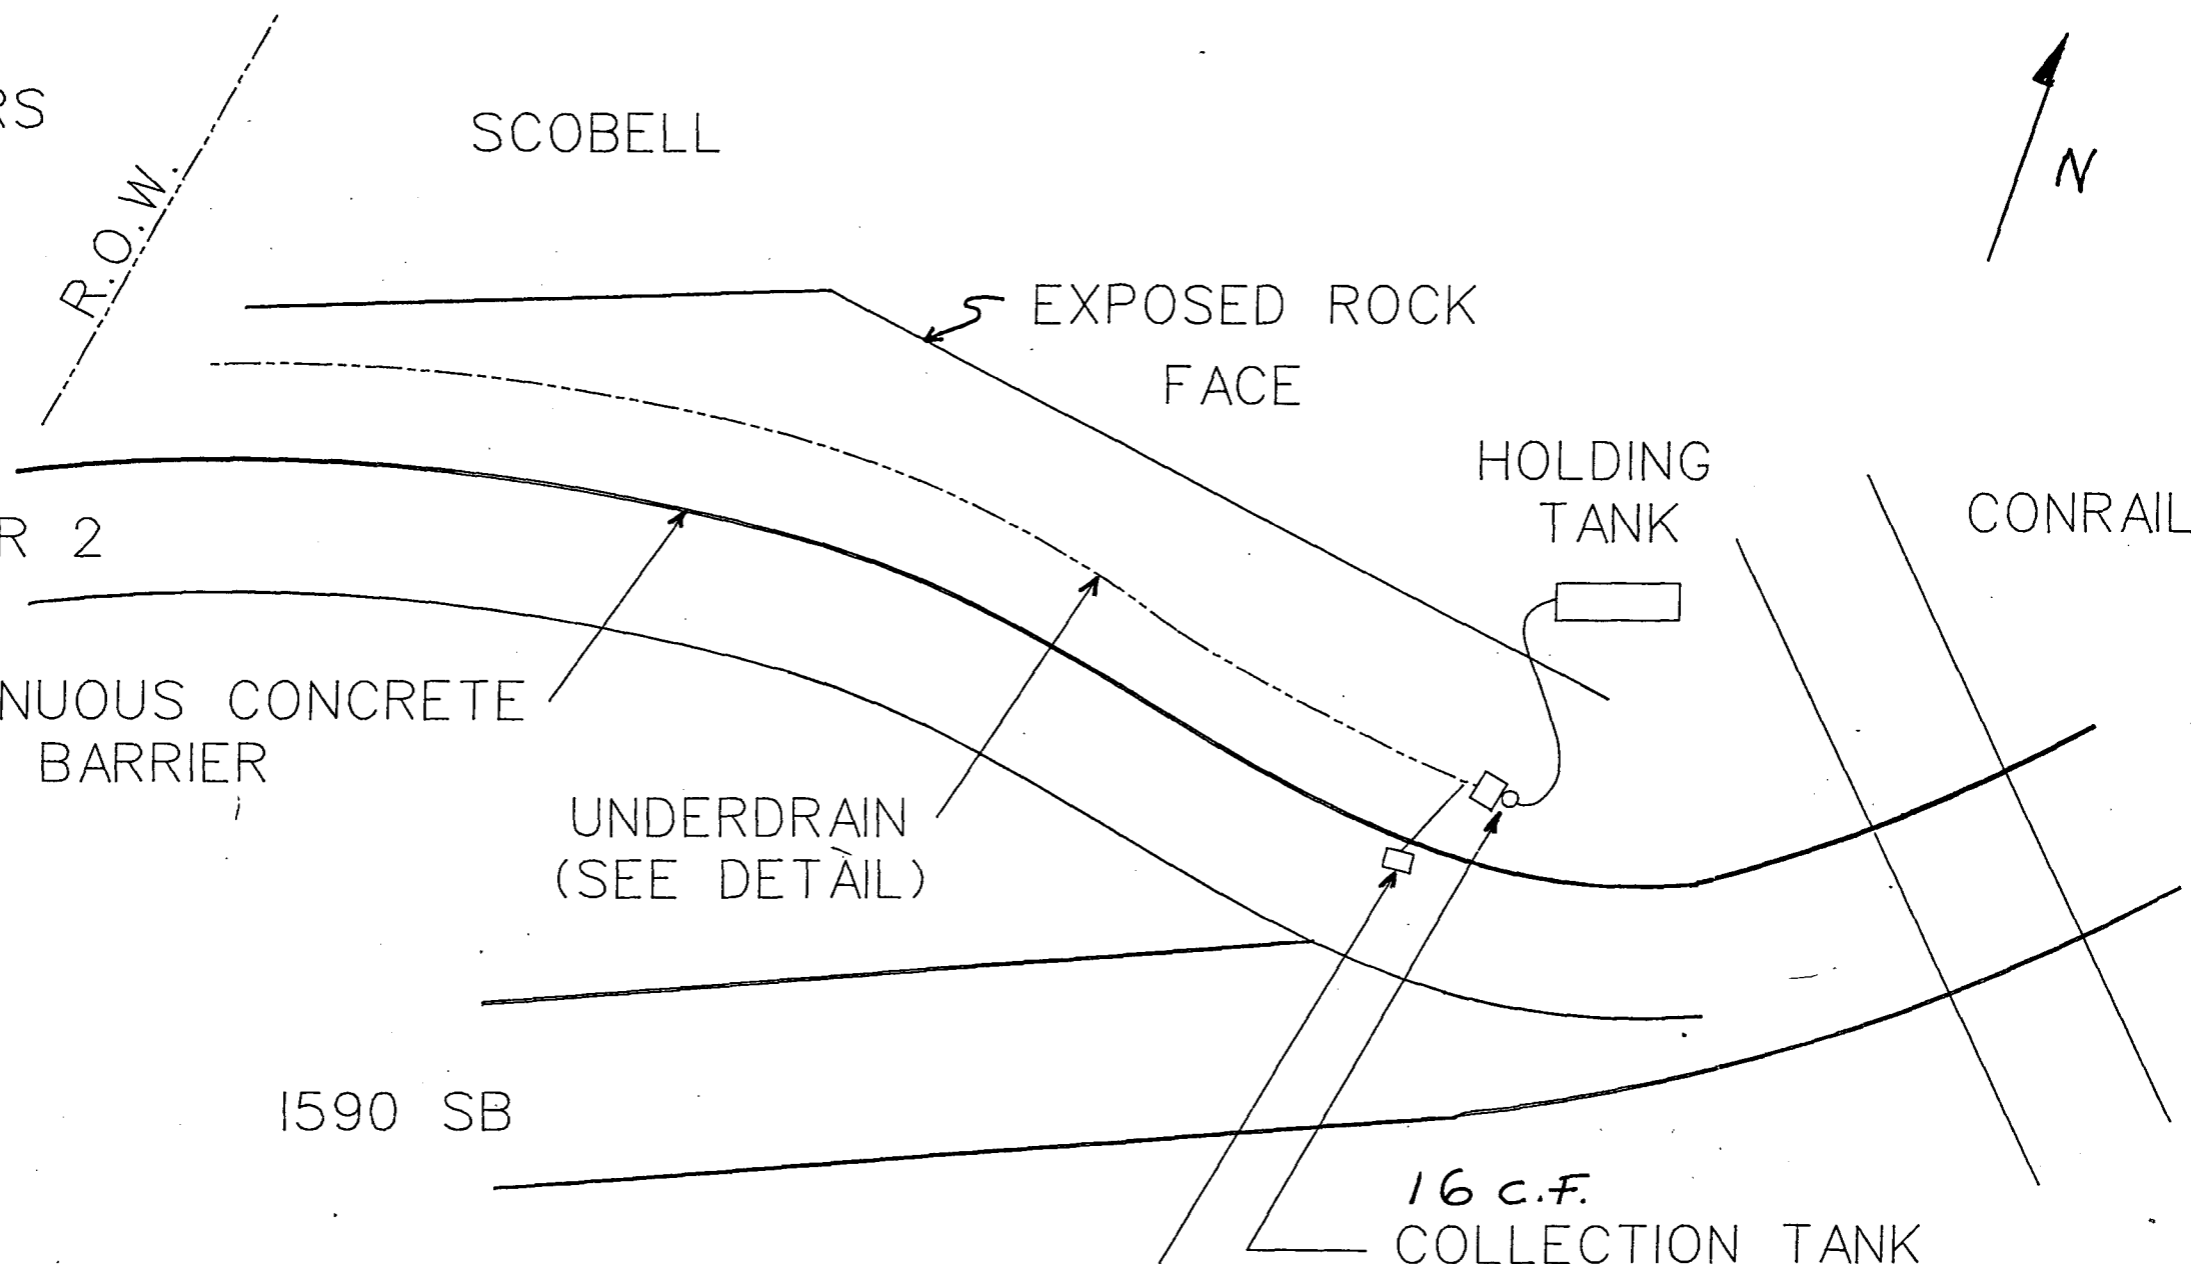 RS
SCOBELL
R.O.W.
N
EXPOSED ROCK
FACE
HOLDING
TANK
CONRAIL
R 2
NUOUS CONCRETE
BARRIER
UNDERDRAIN
(SEE DETAIL)
I590 SB
16 C.F.
COLLECTION TANK